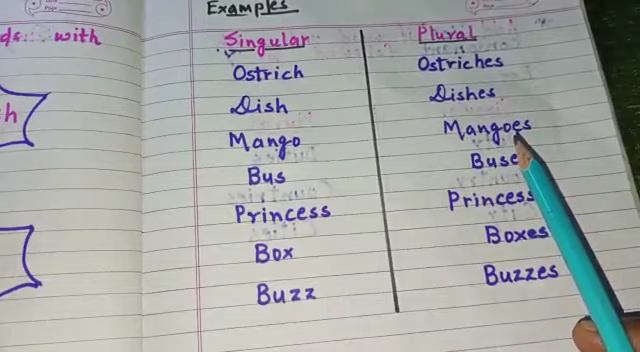 Examples
ds with
Singular Plural
Ostrich Ostriches
Dish Dishes
h
Mango Mangoes
Bus Buse
Princess Princess
Box Boxes
Buzz Buzzes